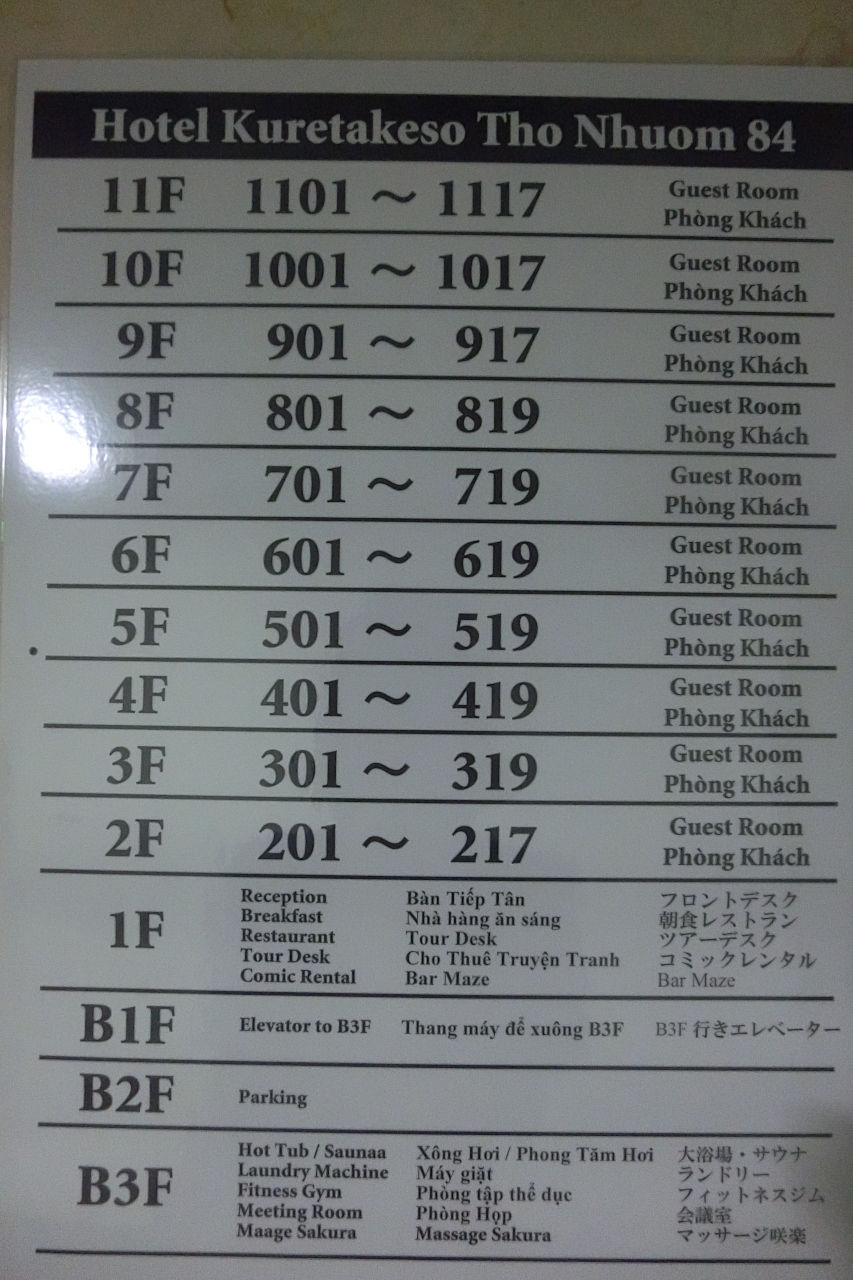 Hotel Kuretakeso Tho Nhuom 84
11F 1101 ～ 1117 Guest Room
Phòng Khách
10F 1001 ～ 1017 Guest Room
Phòng Khách
9F 901 ～ 917 Guest Room
Phòng Khách
8F 801 ～ 819 Guest Room
Phòng Khách
7F 701 ～ 719 Guest Room
Phòng Khách
6F 601 ～ 619 Guest Room
Phòng Khách
5F 501 ～ 519 Guest Room
Phòng Khách
4F 401 ～ 419 Guest Room
Phòng Khách
3F 301 ～ 319 Guest Room
Phòng Khách
2F 201 ～ 217 Guest Room
Phòng Khách
1F
Reception Bàn Tiếp Tân フロントデスク
Breakfast Nhà hàng ăn sáng 朝食レストラン
Restaurant Tour Desk ツアーデスク
Tour Desk Cho Thuê Truyện Tranh コミックレンタル
Comic Rental Bar Maze Bar Maze
B1F Elevator to B3F Thang máy để xuông B3F B3F 行きエレベーター
B2F Parking
B3F
Hot Tub / Saunaa Xông Hơi / Phong Tăm Hơi 大浴場・サウナ
Laundry Machine Máy giặt ランドリー
Fitness Gym Phòng tập thể dục フィットネスジム
Meeting Room Phòng Họp 会議室
Maage Sakura Massage Sakura マッサージ咲楽